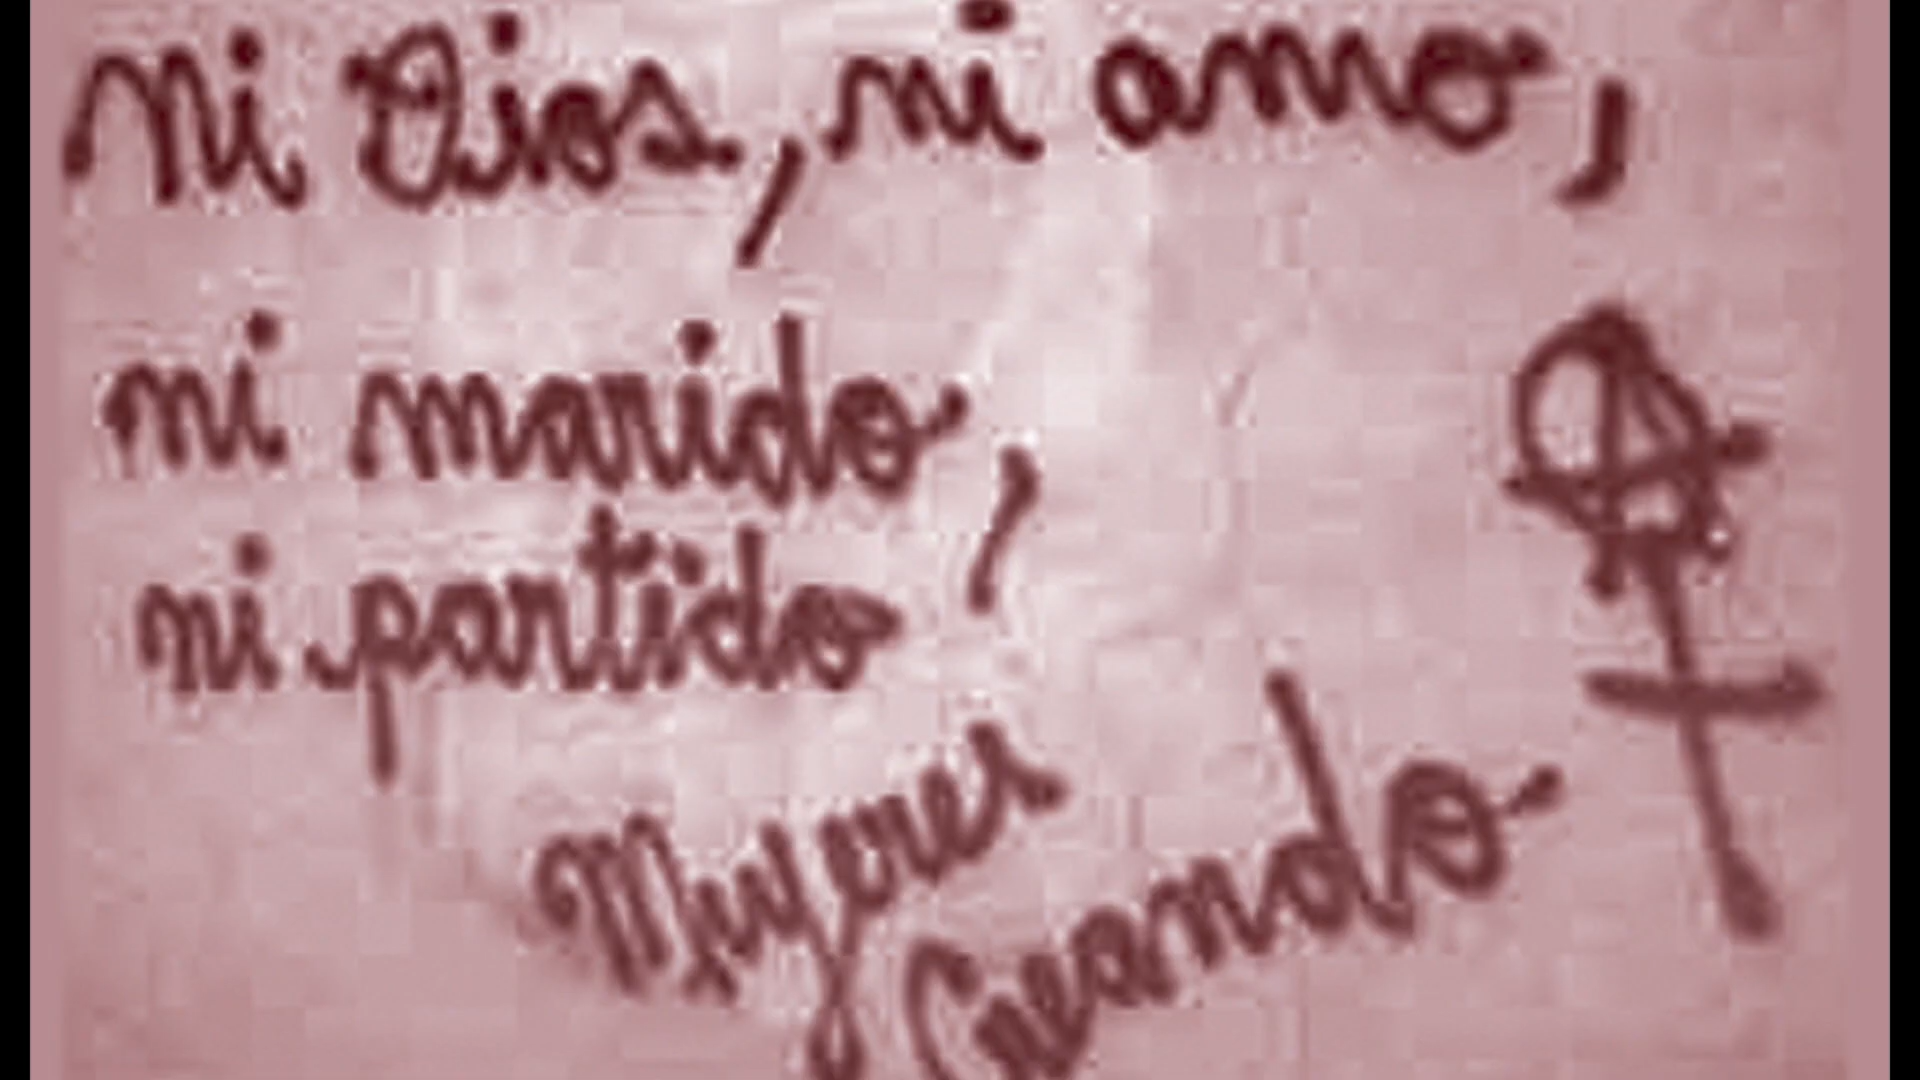 ni Dios, ni amo,
ni marido,
ni partido
Mujeres
Creando